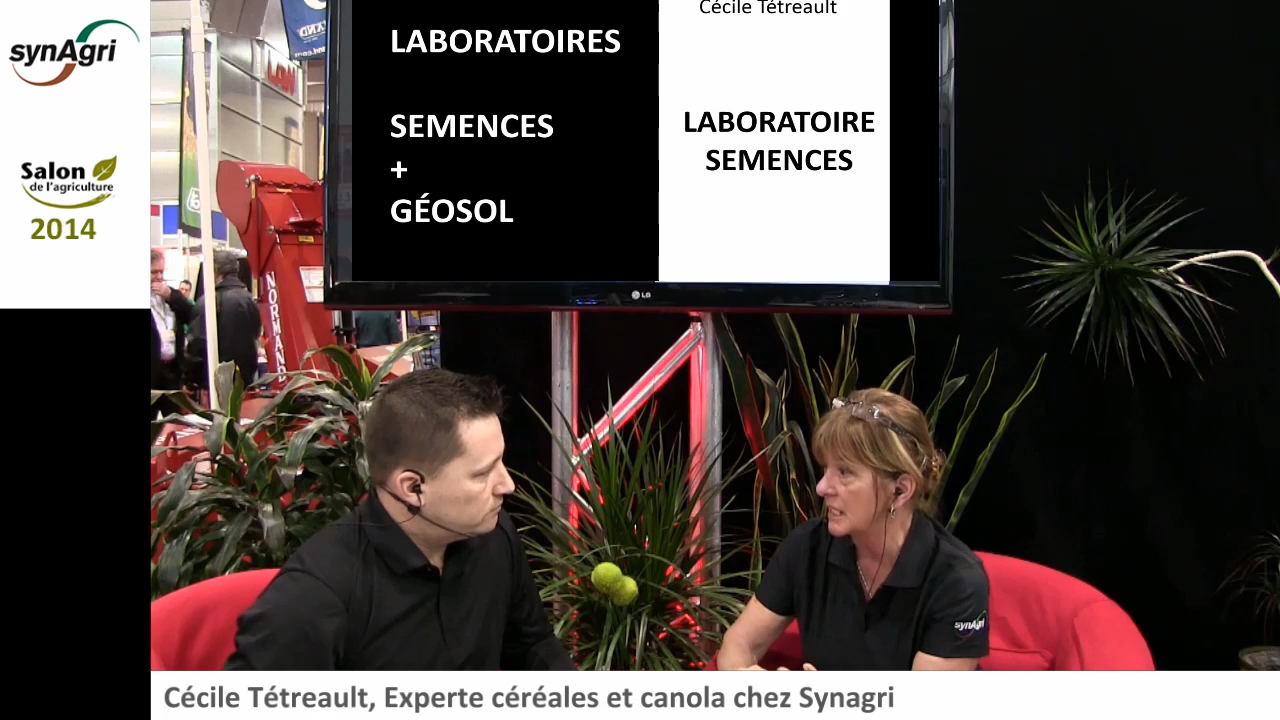 synAgri
Salon
de l'agriculture
2014
LABORATOIRES
SEMENCES
+
GÉOSOL
Cécile Tétreault
LABORATOIRE
SEMENCES
LG
NORMAND
synAgri
Cécile Tétreault, Experte céréales et canola chez Synagri